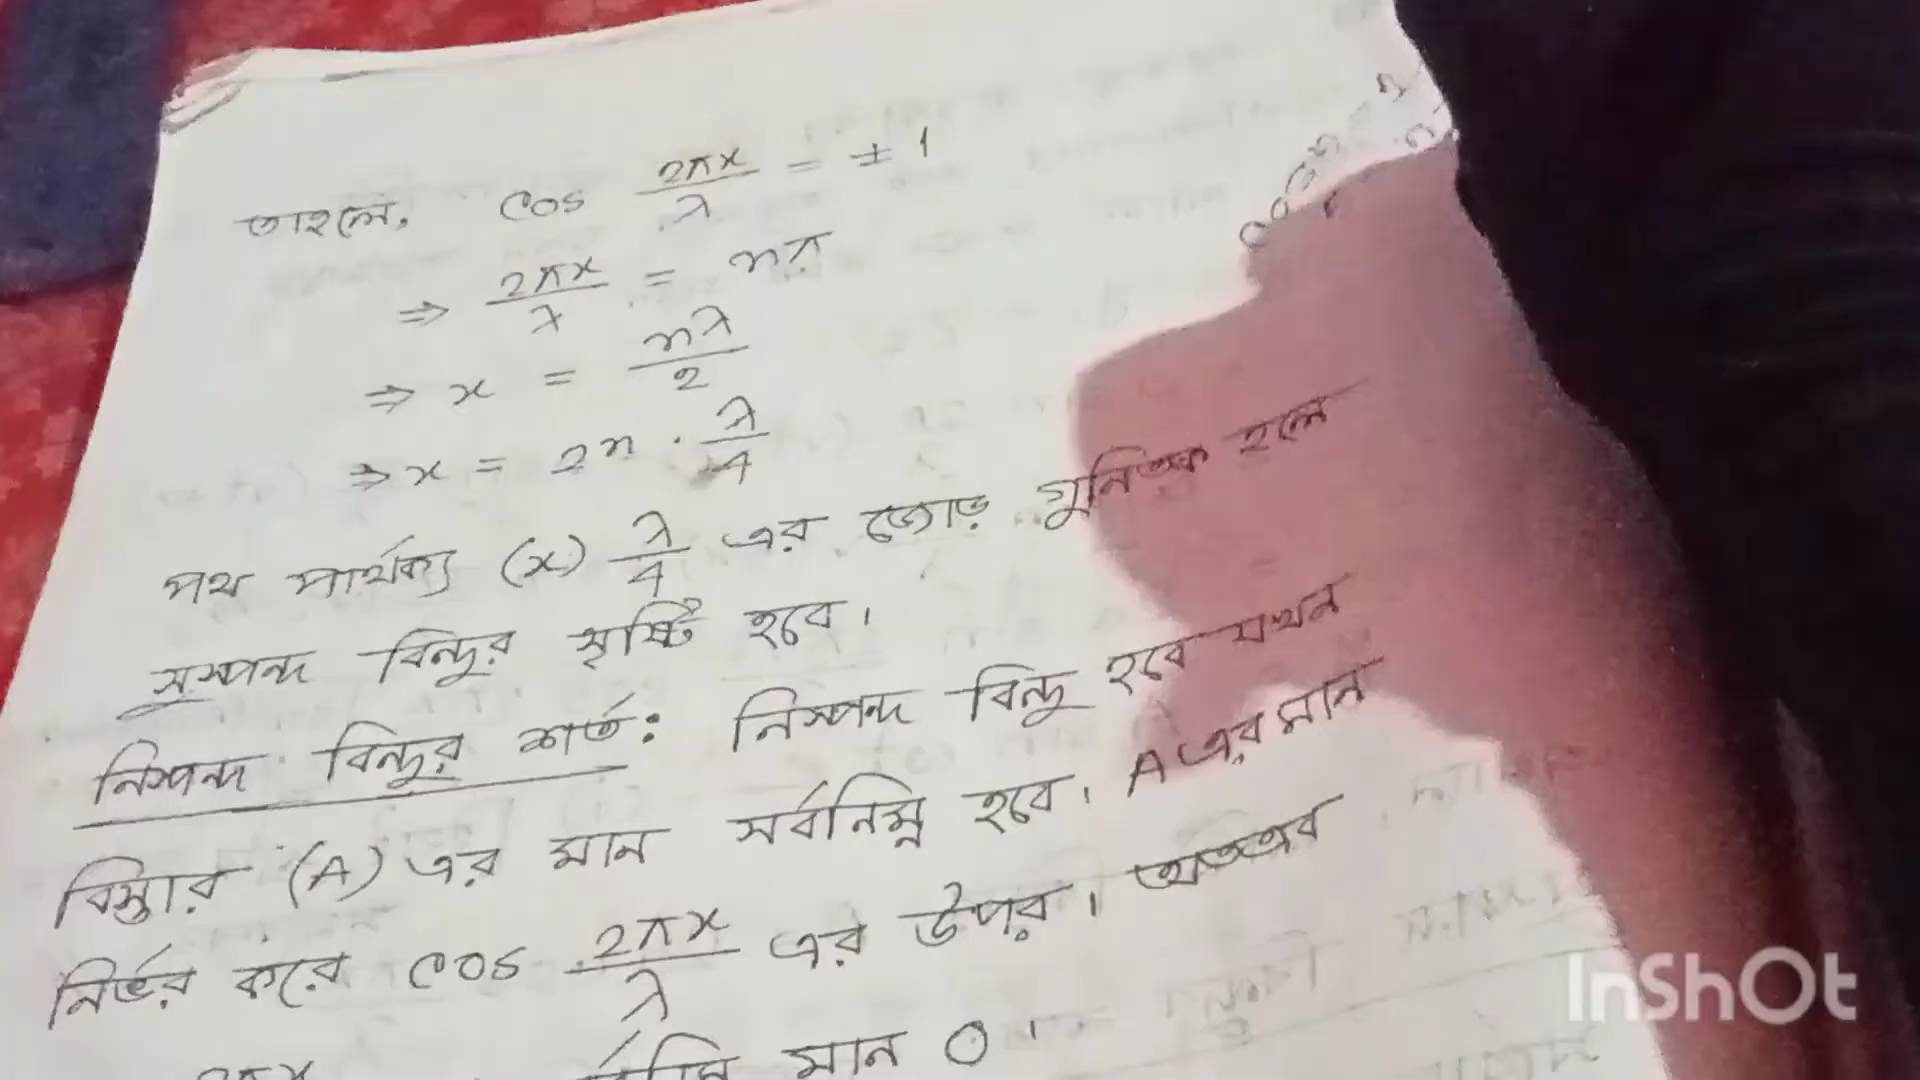 তাহলে, cos 2πx/λ = ± 1
⇒ 2πx/λ = nπ
⇒ x = nλ/2
⇒ x = 2n · λ/4
পথ পার্থক্য (x) λ/4 এর জোড় গুনিতক হলে
সুস্পন্দ বিন্দুর সৃষ্টি হবে।
নিস্পন্দ বিন্দুর শর্ত: নিস্পন্দ বিন্দু হবে যখন
বিস্তার (A) এর মান সর্বনিম্ন হবে। A এর মান
নির্ভর করে cos 2πx/λ এর উপর। অতএব
2πx মান 0
InShOt